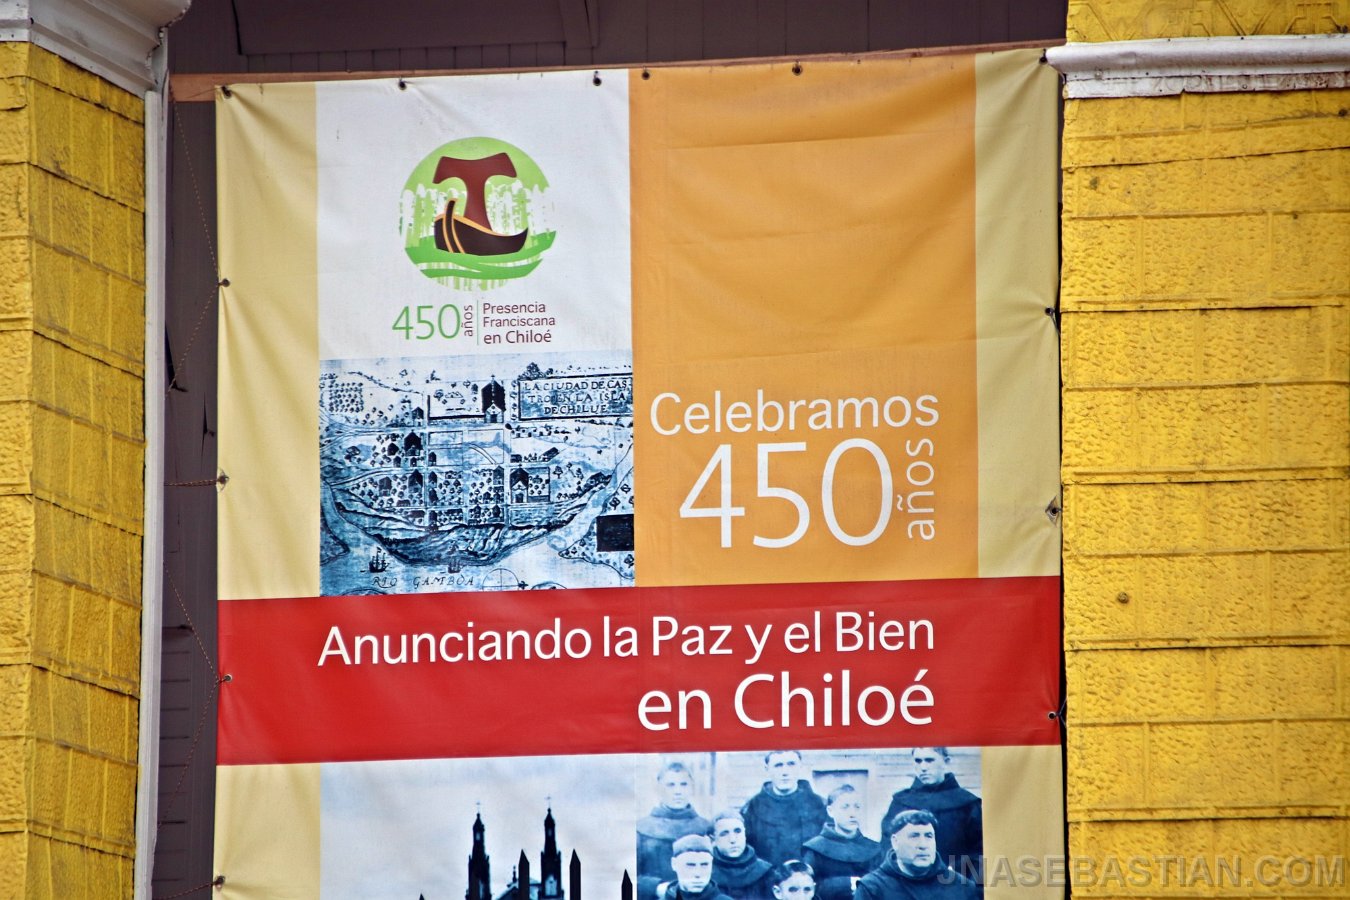 450 años
Presencia
Franciscana
en Chiloé
LA CIUDAD DE CAS
TRO EN LA ISLA
DE CHILUE
RIO GAMBOA
Celebramos
450 años
Anunciando la Paz y el Bien
en Chiloé
JNASEBASTIAN.COM